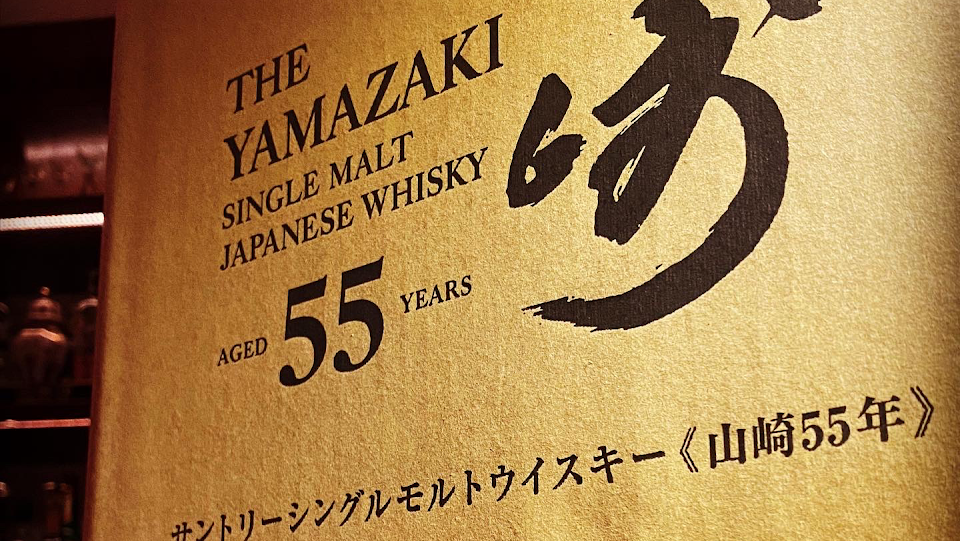 THE
YAMAZAKI
SINGLE MALT
JAPANESE WHISKY
崎
AGED 55 YEARS
サントリーシングルモルトウイスキー《山崎55年》